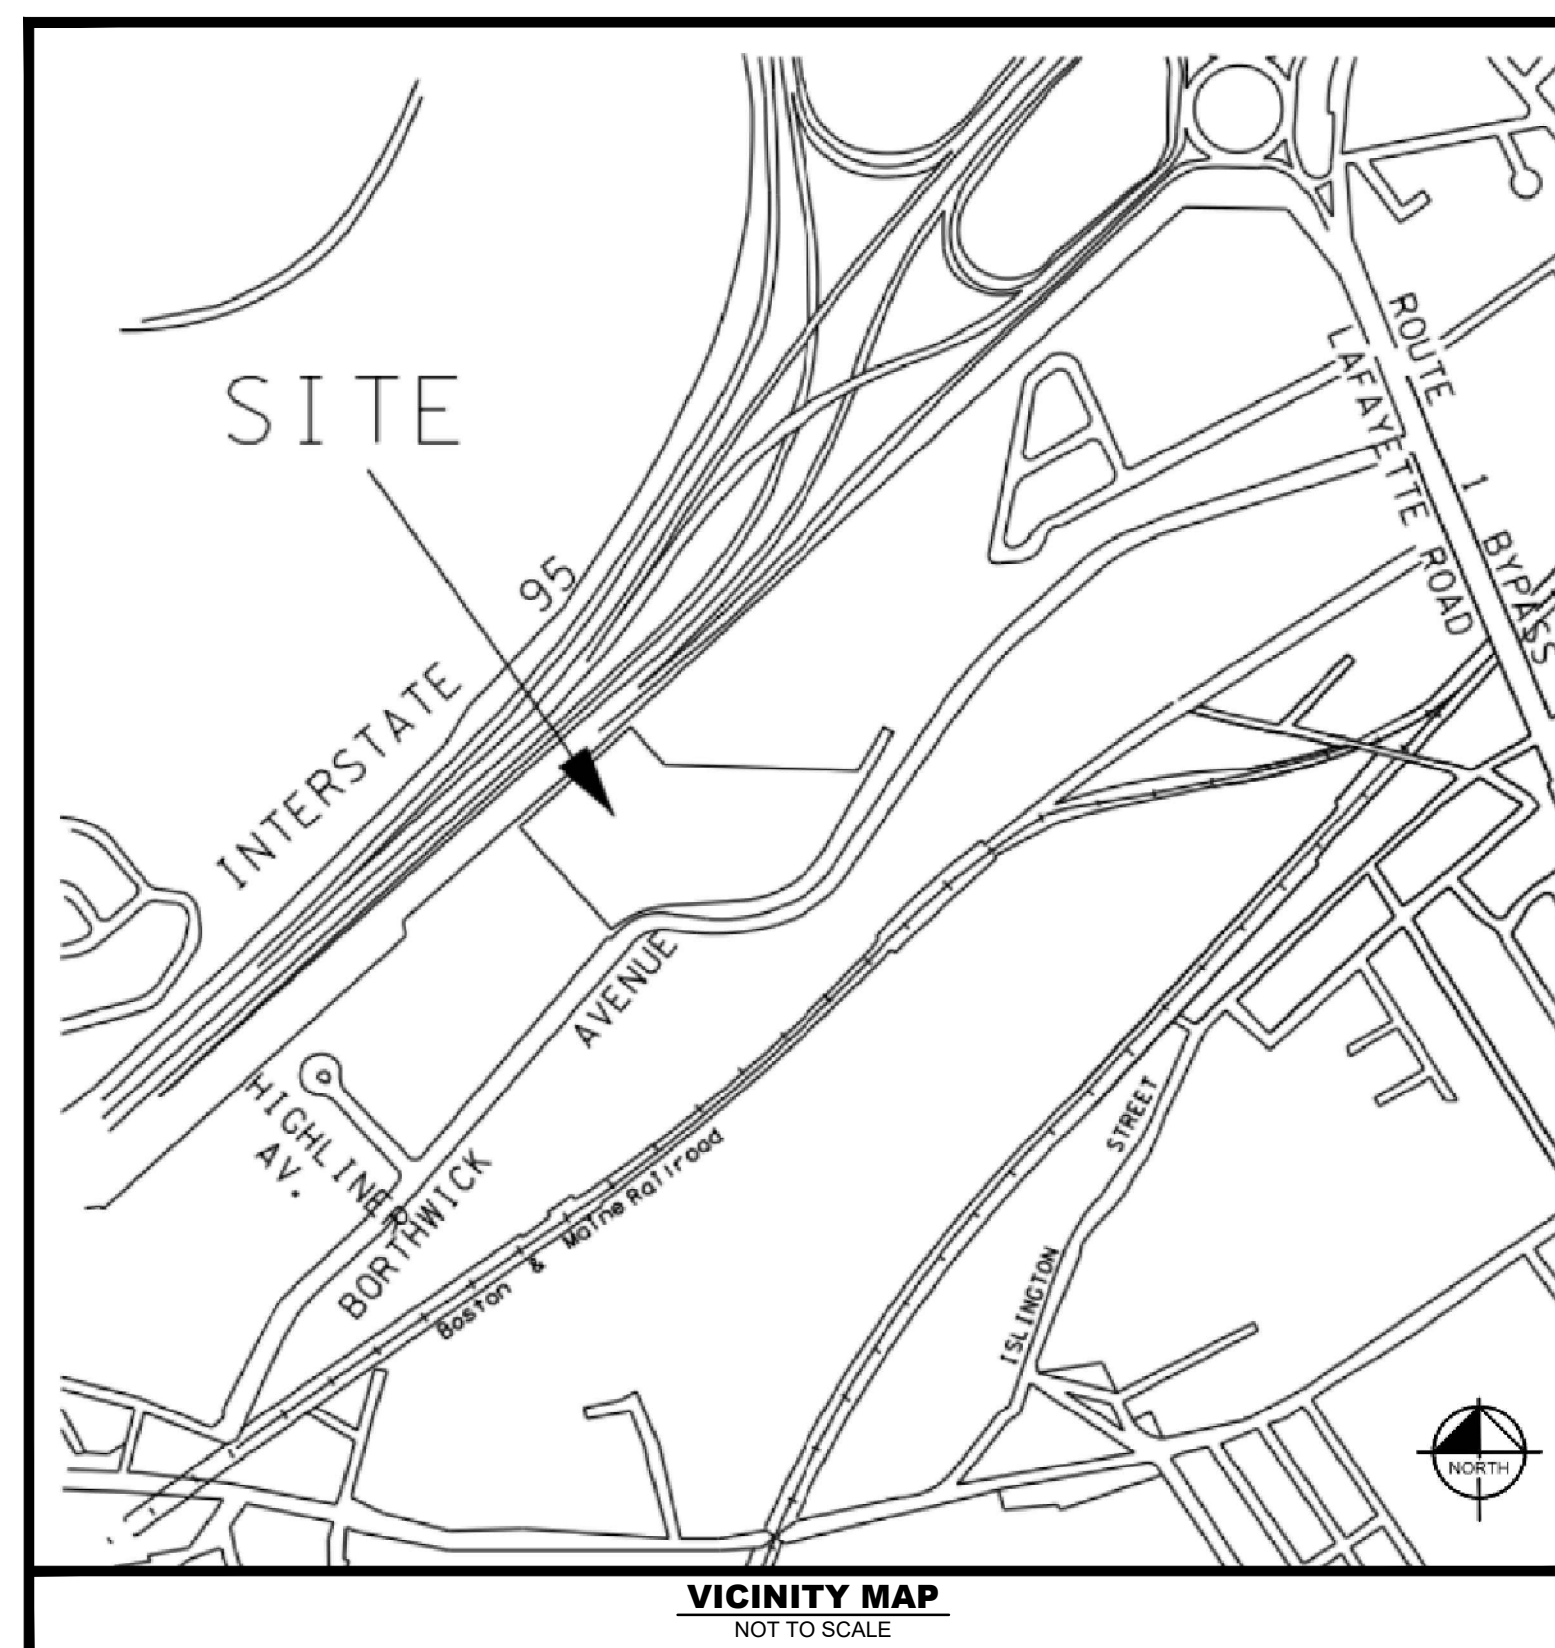 SITE
INTERSTATE 95
ROUTE 1 BYPASS
LAFAYETTE ROAD
HIGHLINER
AV.
BORTHWICK AVENUE
Boston & Maine Railroad
ISLINGTON STREET
NORTH
VICINITY MAP
NOT TO SCALE